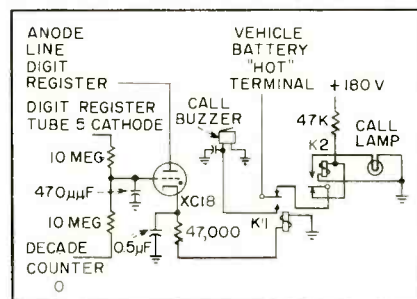 ANODE
LINE
DIGIT
REGISTER
DIGIT REGISTER
TUBE 5 CATHODE
10 MEG
470μμF
10 MEG
DECADE
COUNTER
0
0.5μF
XC18
47,000
CALL
BUZZER
VEHICLE
BATTERY
"HOT"
TERMINAL
+180 V
47K
K2
CALL
LAMP
K1